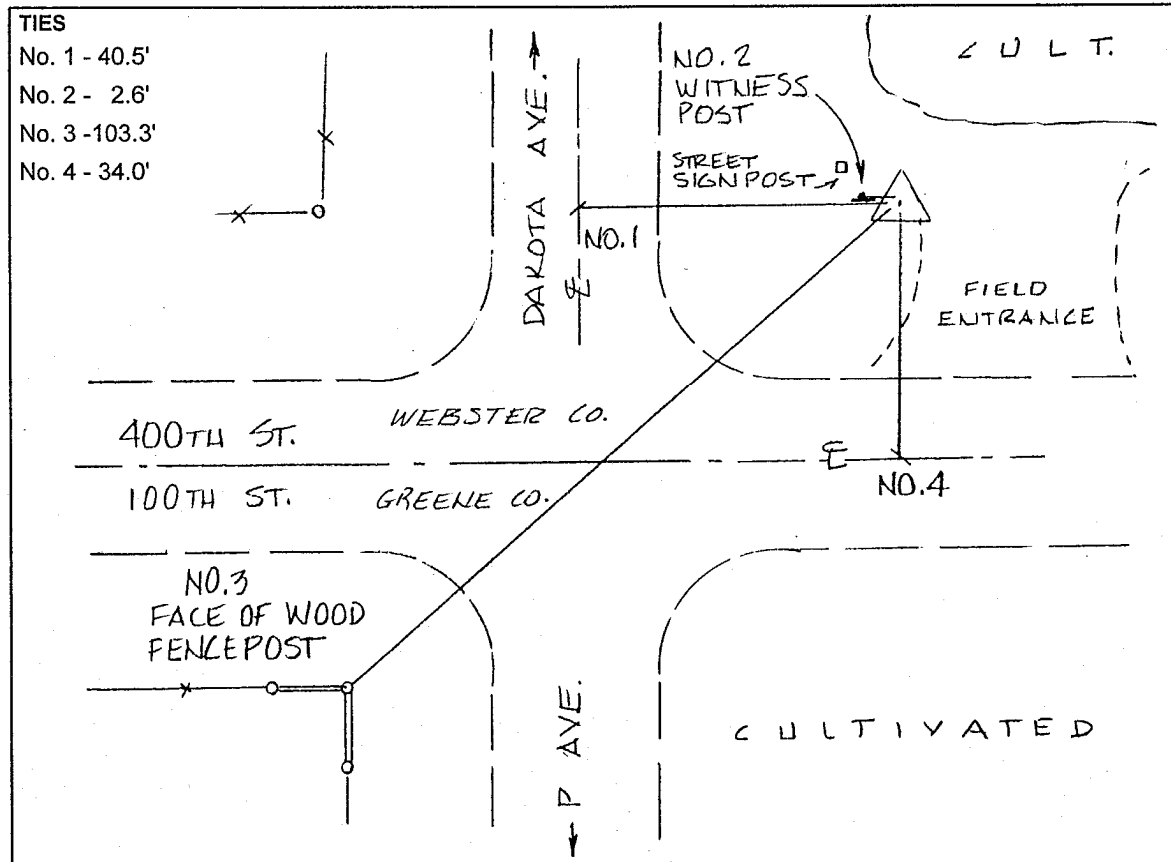 TIES
No. 1 - 40.5'
No. 2 - 2.6'
No. 3 -103.3'
No. 4 - 34.0'
DAKOTA AVE.
NO. 2
WITNESS
POST
STREET
SIGN POST
CULT.
NO.1
℄
FIELD
ENTRANCE
400TH ST.
WEBSTER CO.
℄
NO.4
100TH ST.
GREENE CO.
NO.3
FACE OF WOOD
FENCEPOST
P AVE.
CULTIVATED